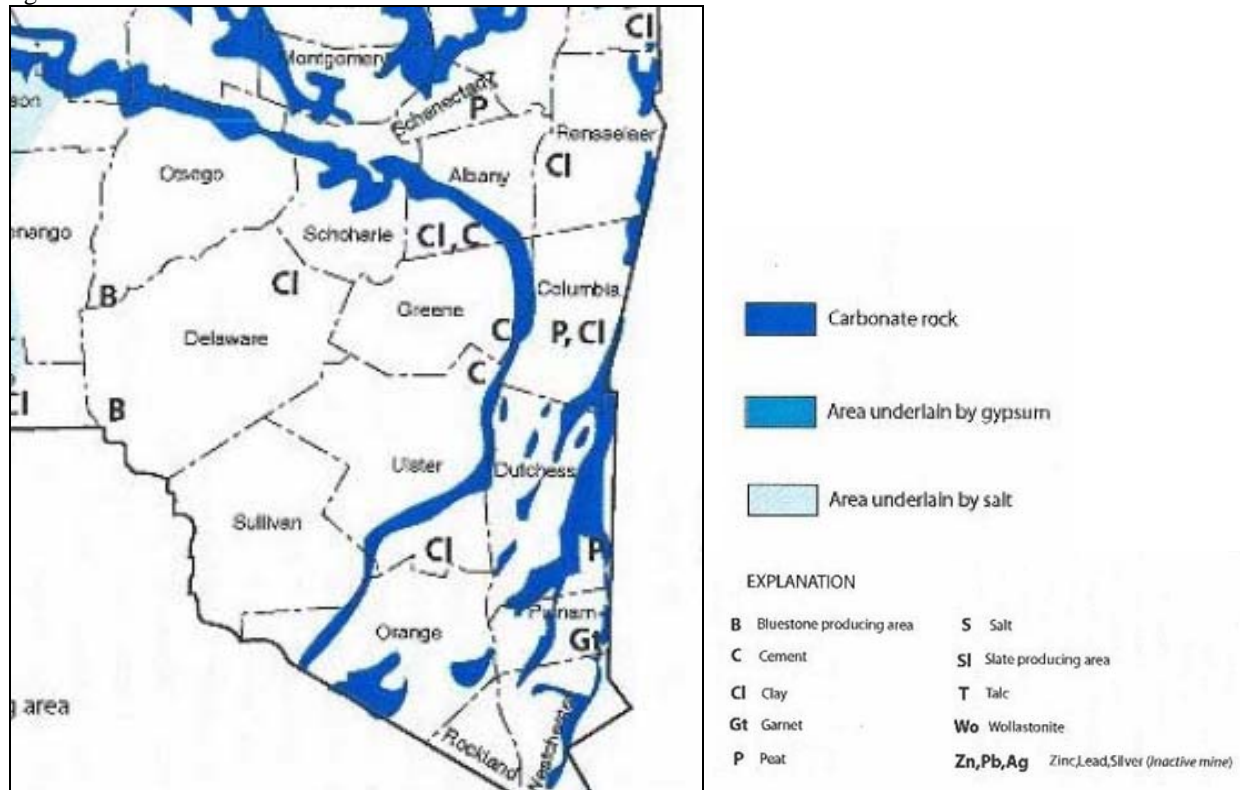 Cl
Montgomery
son
Schenectady
P
Rensselaer
Otsego
Albany
Cl
enango
Schoharie
Cl, C
B
Cl
Greene
Columbia
Delaware
C
P, Cl
C
Cl
B
Ulster
Dutchess
Sullivan
Cl
P
Orange
Putnam
Gt
g area
Rockland
Westchester
Carbonate rock
Area underlain by gypsum
Area underlain by salt
EXPLANATION
B Bluestone producing area
S Salt
C Cement
Sl Slate producing area
Cl Clay
T Talc
Gt Garnet
Wo Wollastonite
P Peat
Zn,Pb,Ag Zinc,Lead,Silver (Inactive mine)